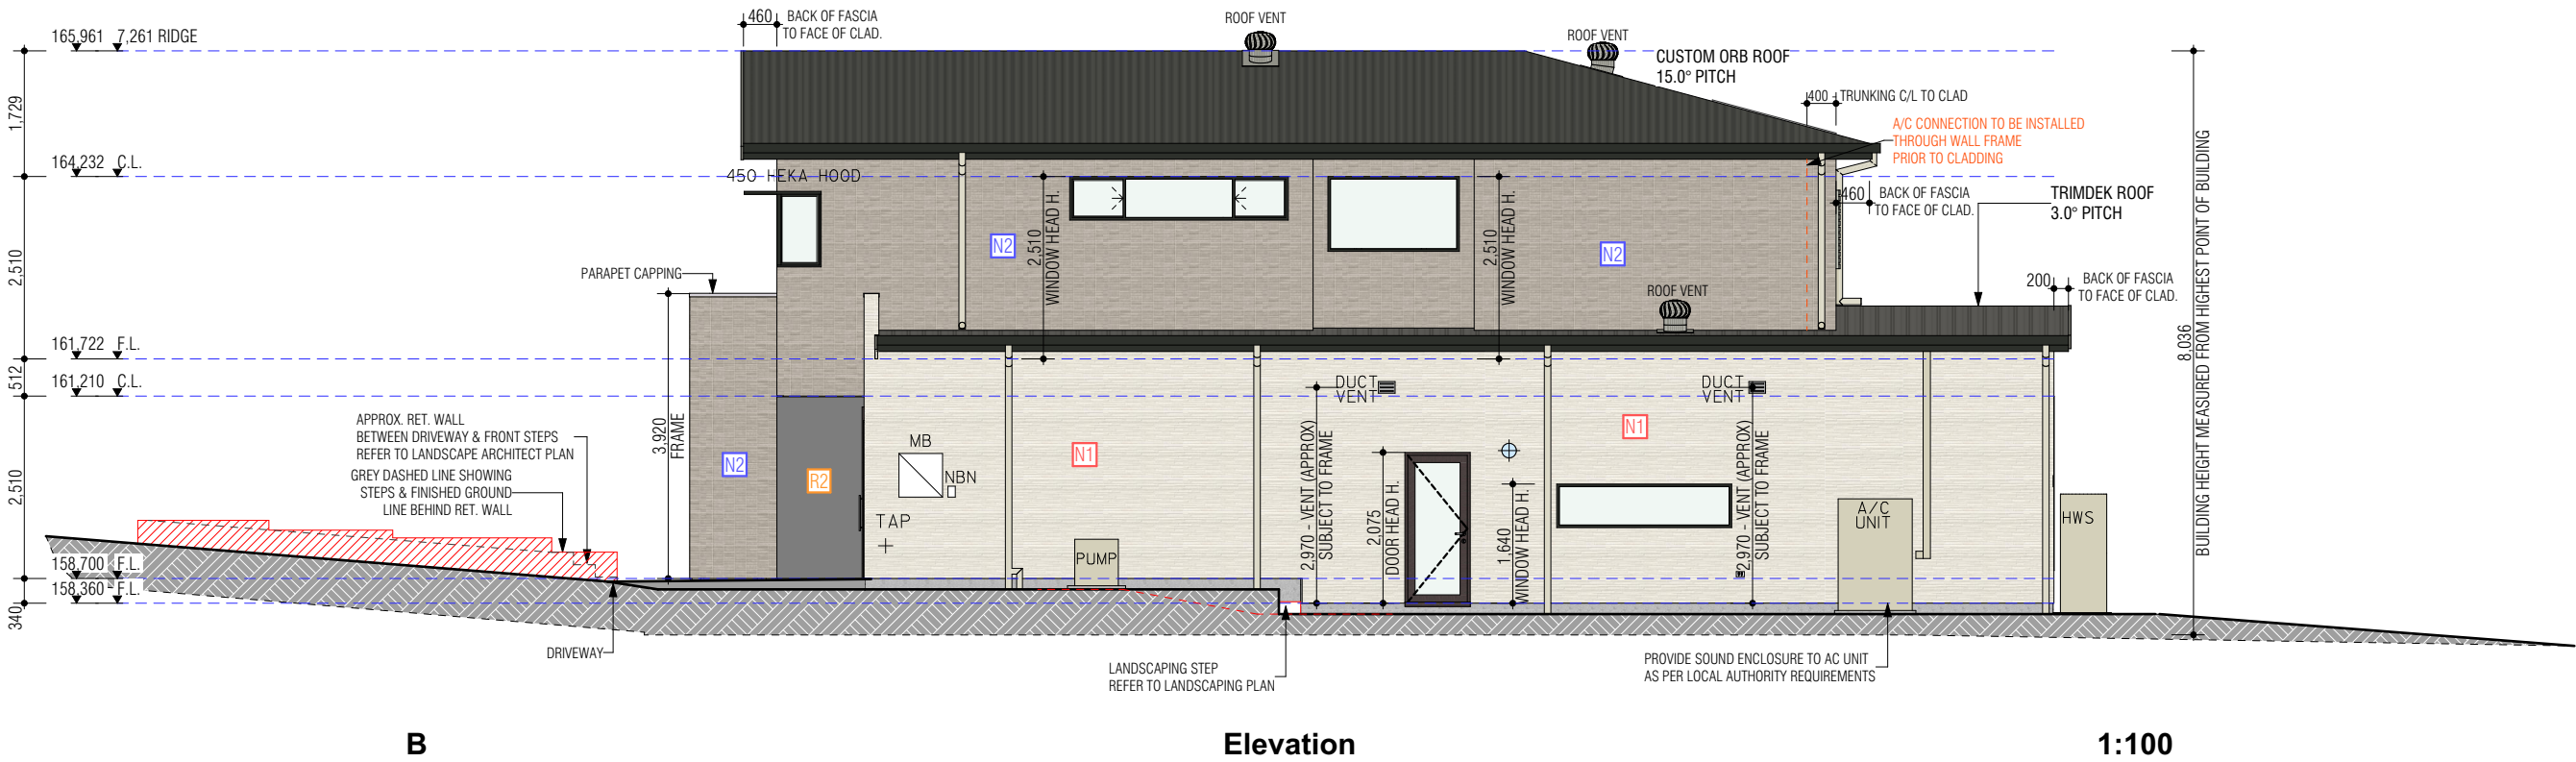 460
BACK OF FASCIA
TO FACE OF CLAD.
ROOF VENT
ROOF VENT
165,961 7,261 RIDGE
CUSTOM ORB ROOF
15.0° PITCH
400 - TRUNKING C/L TO CLAD
A/C CONNECTION TO BE INSTALLED
THROUGH WALL FRAME
PRIOR TO CLADDING
1,729
164,232 C.L.
450 HEKA HOOD
460
BACK OF FASCIA
TO FACE OF CLAD.
TRIMDEK ROOF
3.0° PITCH
2,510
N2
2,510
WINDOW HEAD H.
2,510
WINDOW HEAD H.
N2
PARAPET CAPPING
ROOF VENT
200
BACK OF FASCIA
TO FACE OF CLAD.
8,036
BUILDING HEIGHT MEASURED FROM HIGHEST POINT OF BUILDING
161,722 F.L.
512
161,210 C.L.
DUCT
VENT
DUCT
VENT
2,510
APPROX. RET. WALL
BETWEEN DRIVEWAY & FRONT STEPS
REFER TO LANDSCAPE ARCHITECT PLAN
GREY DASHED LINE SHOWING
STEPS & FINISHED GROUND
LINE BEHIND RET. WALL
3,920
FRAME
N2
R2
MB
NBN
TAP
N1
PUMP
2,970 - VENT (APPROX)
SUBJECT TO FRAME
2,075
DOOR HEAD H.
1,640
WINDOW HEAD H.
N1
2,970 - VENT (APPROX)
SUBJECT TO FRAME
A/C
UNIT
HWS
158,700 F.L.
158,360 F.L.
340
DRIVEWAY
LANDSCAPING STEP
REFER TO LANDSCAPING PLAN
PROVIDE SOUND ENCLOSURE TO AC UNIT
AS PER LOCAL AUTHORITY REQUIREMENTS
B
Elevation
1:100